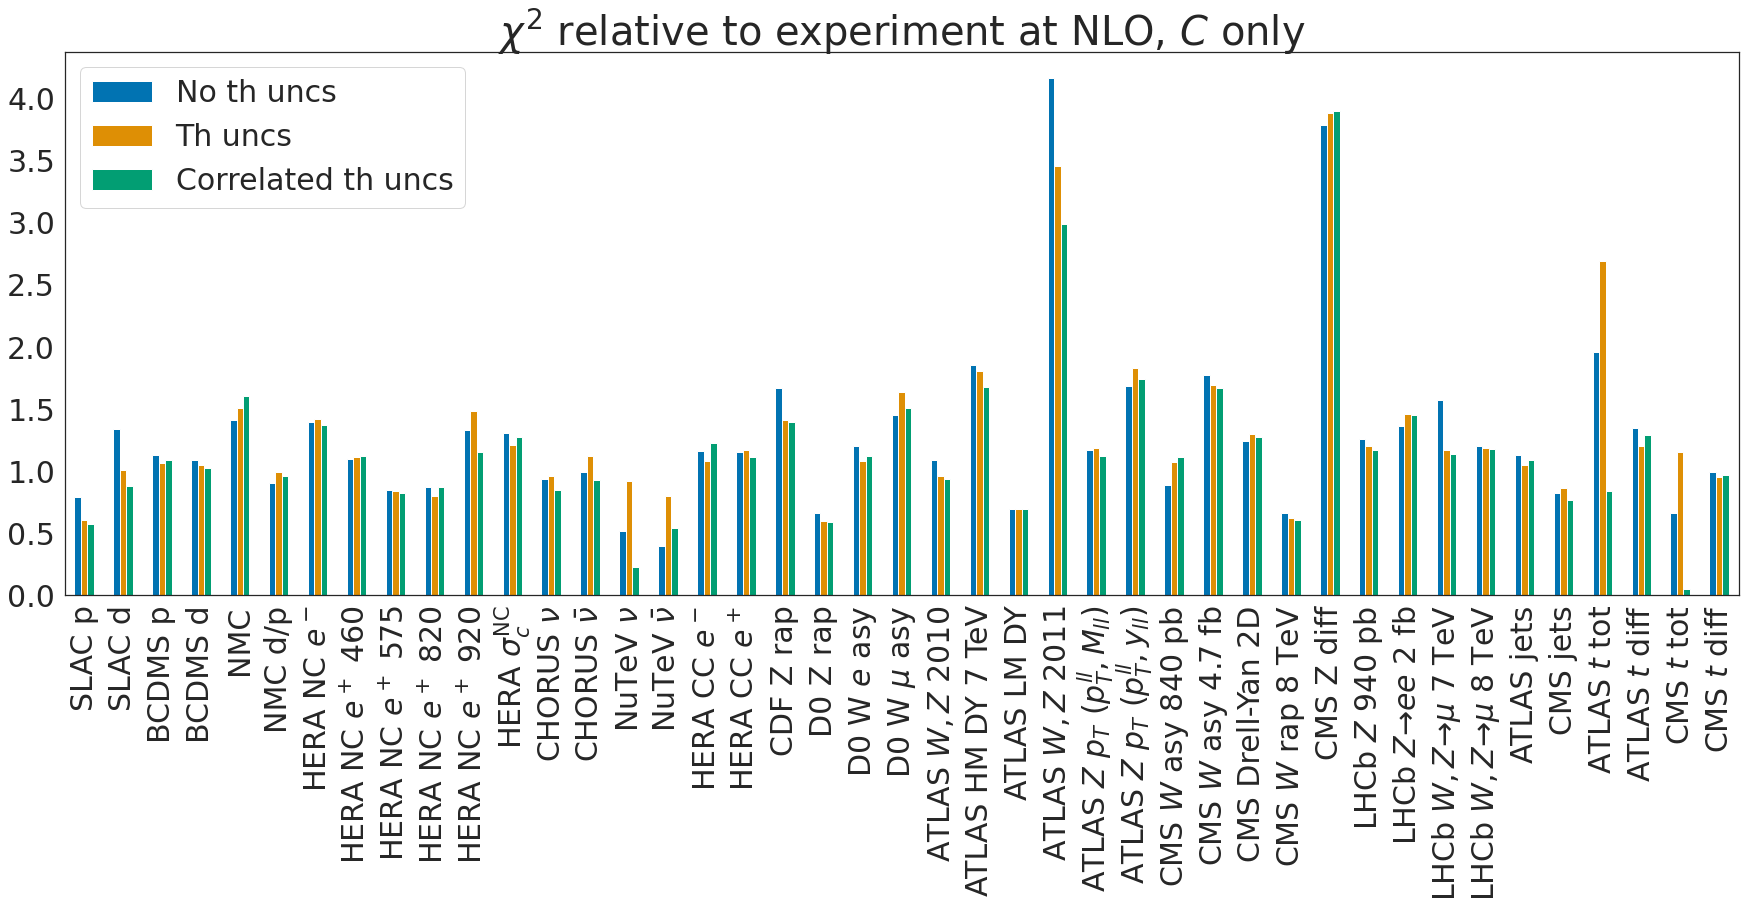 χ² relative to experiment at NLO, C only
No th uncs
Th uncs
Correlated th uncs
4.0
3.5
3.0
2.5
2.0
1.5
1.0
0.5
0.0
SLAC p
SLAC d
BCDMS p
BCDMS d
NMC
NMC d/p
HERA NC e⁻
HERA NC e⁺ 460
HERA NC e⁺ 575
HERA NC e⁺ 820
HERA NC e⁺ 920
HERA σ_c^NC
CHORUS ν
CHORUS ν̄
NuTeV ν
NuTeV ν̄
HERA CC e⁻
HERA CC e⁺
CDF Z rap
D0 Z rap
D0 W e asy
D0 W μ asy
ATLAS W, Z 2010
ATLAS HM DY 7 TeV
ATLAS LM DY
ATLAS W, Z 2011
ATLAS Z p_T (p_T^ll, M_ll)
ATLAS Z p_T (p_T^ll, y_ll)
CMS W asy 840 pb
CMS W asy 4.7 fb
CMS Drell-Yan 2D
CMS W rap 8 TeV
CMS Z diff
LHCb Z 940 pb
LHCb Z→ee 2 fb
LHCb W, Z→μ 7 TeV
LHCb W, Z→μ 8 TeV
ATLAS jets
CMS jets
ATLAS t tot
ATLAS t diff
CMS t tot
CMS t diff